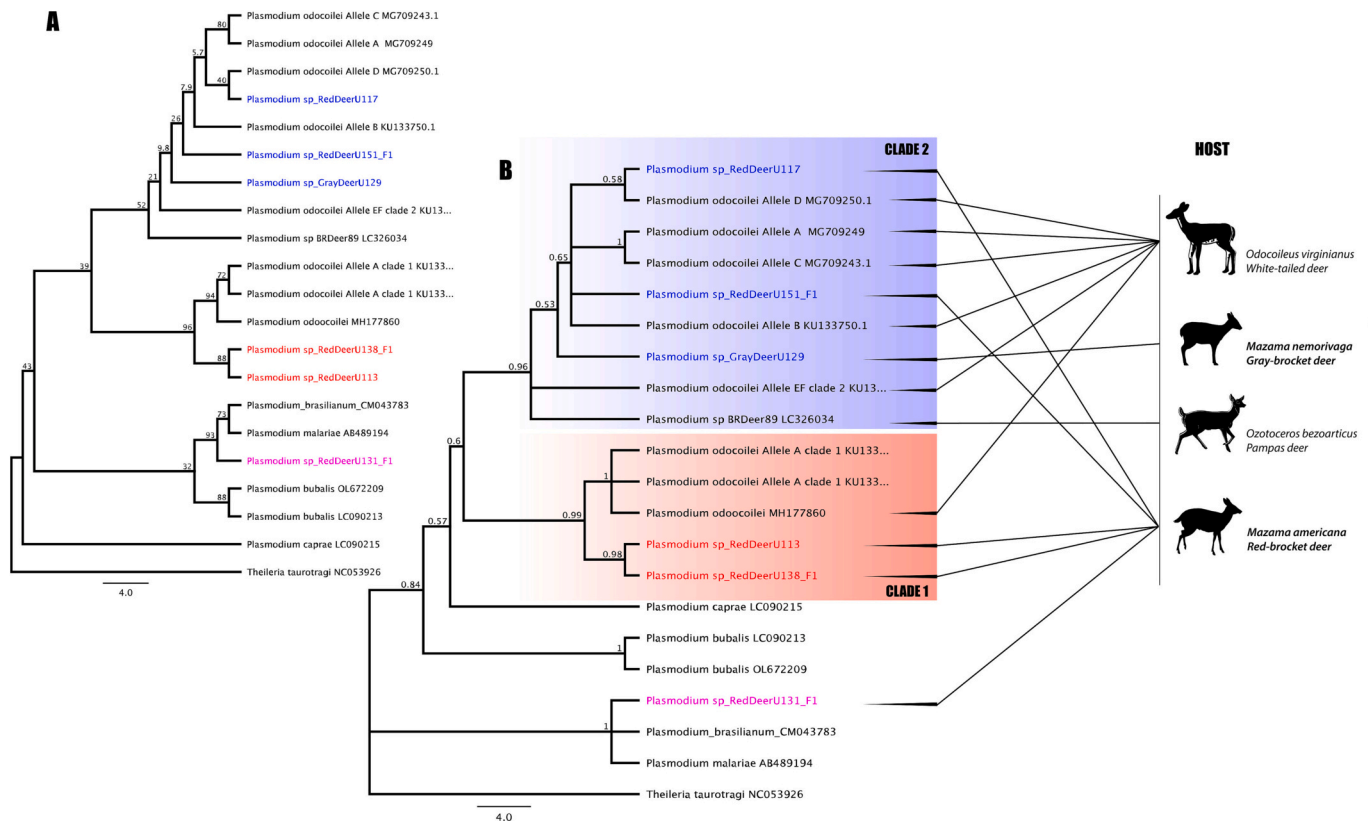 A
Plasmodium odocoilei Allele C MG709243.1
Plasmodium odocoilei Allele A MG709249
Plasmodium odocoilei Allele D MG709250.1
Plasmodium sp_RedDeerU117
Plasmodium odocoilei Allele B KU133750.1
Plasmodium sp_RedDeerU151_F1
Plasmodium sp_GrayDeerU129
Plasmodium odocoilei Allele EF clade 2 KU13...
Plasmodium sp BRDeer89 LC326034
Plasmodium odocoilei Allele A clade 1 KU133...
Plasmodium odocoilei Allele A clade 1 KU133...
Plasmodium odoocoilei MH177860
Plasmodium sp_RedDeerU138_F1
Plasmodium sp_RedDeerU113
Plasmodium_brasilianum_CM043783
Plasmodium malariae AB489194
Plasmodium sp_RedDeerU131_F1
Plasmodium bubalis OL672209
Plasmodium bubalis LC090213
Plasmodium caprae LC090215
Theileria taurotragi NC053926
80
5.7
40
7.9
26
9.8
21
52
39
72
94
96
88
43
73
93
32
88
4.0
B
CLADE 2
Plasmodium sp_RedDeerU117
Plasmodium odocoilei Allele D MG709250.1
Plasmodium odocoilei Allele A MG709249
Plasmodium odocoilei Allele C MG709243.1
Plasmodium sp_RedDeerU151_F1
Plasmodium odocoilei Allele B KU133750.1
Plasmodium sp_GrayDeerU129
Plasmodium odocoilei Allele EF clade 2 KU13...
Plasmodium sp BRDeer89 LC326034
Plasmodium odocoilei Allele A clade 1 KU133...
Plasmodium odocoilei Allele A clade 1 KU133...
Plasmodium odoocoilei MH177860
Plasmodium sp_RedDeerU113
Plasmodium sp_RedDeerU138_F1
CLADE 1
Plasmodium caprae LC090215
Plasmodium bubalis LC090213
Plasmodium bubalis OL672209
Plasmodium sp_RedDeerU131_F1
Plasmodium_brasilianum_CM043783
Plasmodium malariae AB489194
Theileria taurotragi NC053926
0.58
1
0.65
0.53
0.96
0.6
1
0.99
0.98
0.57
0.84
1
1
4.0
HOST
Odocoileus virginianus
White-tailed deer
Mazama nemorivaga
Gray-brocket deer
Ozotoceros bezoarticus
Pampas deer
Mazama americana
Red-brocket deer